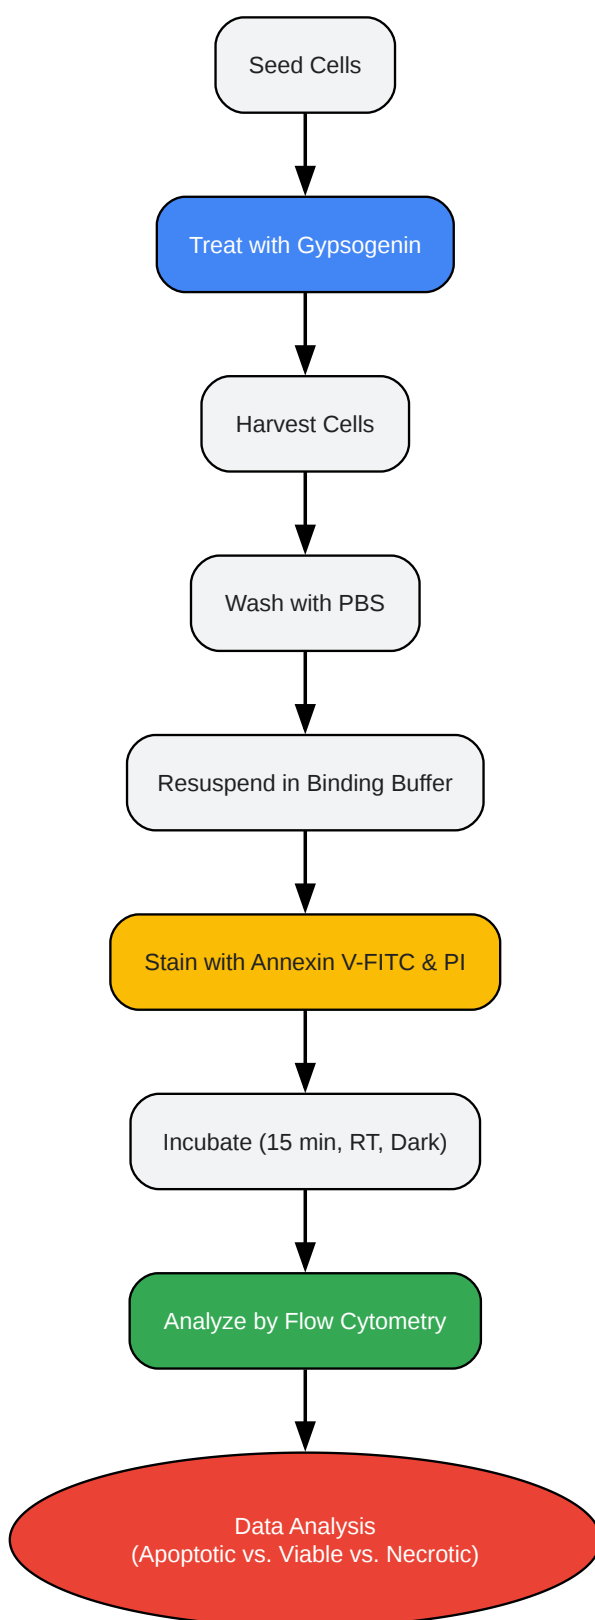 Seed Cells
Treat with Gypsogenin
Harvest Cells
Wash with PBS
Resuspend in Binding Buffer
Stain with Annexin V-FITC & PI
Incubate (15 min, RT, Dark)
Analyze by Flow Cytometry
Data Analysis
(Apoptotic vs. Viable vs. Necrotic)